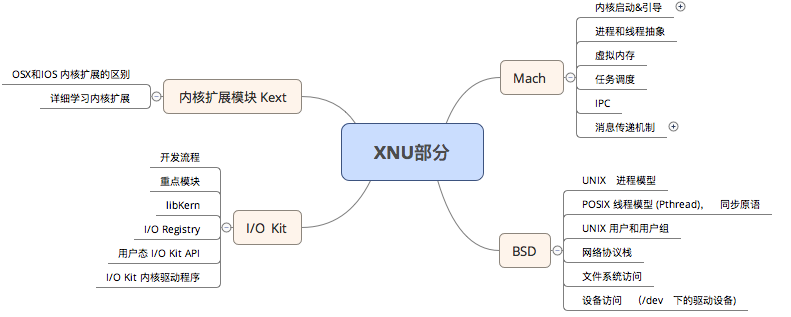 XNU部分
Mach
内核启动&引导
进程和线程抽象
虚拟内存
任务调度
IPC
消息传递机制
BSD
UNIX 进程模型
POSIX 线程模型 (Pthread)， 同步原语
UNIX 用户和用户组
网络协议栈
文件系统访问
设备访问 （/dev 下的驱动设备)
内核扩展模块 Kext
OSX和IOS 内核扩展的区别
详细学习内核扩展
I/O Kit
开发流程
重点模块
libKern
I/O Registry
用户态 I/O Kit API
I/O Kit 内核驱动程序